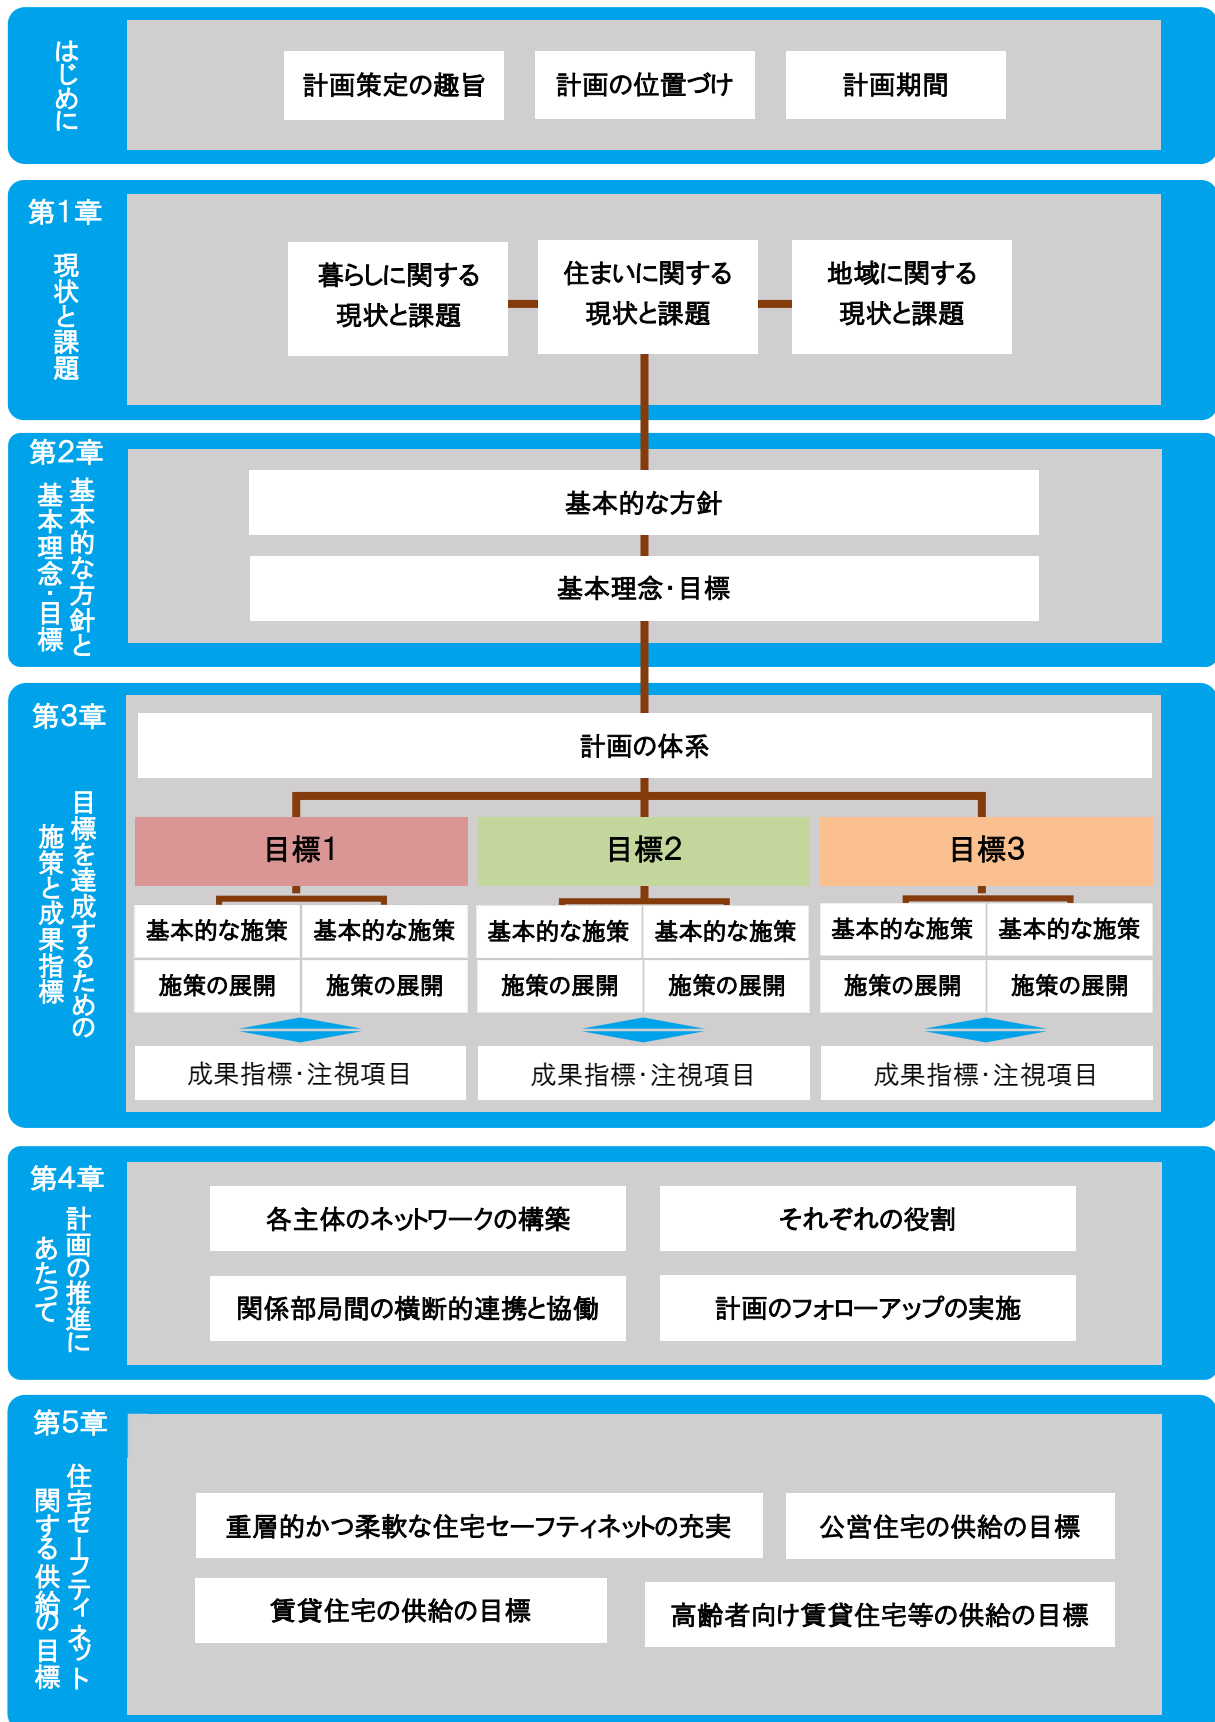 はじめに
計画策定の趣旨
計画の位置づけ
計画期間
第1章
現状と課題
暮らしに関する
現状と課題
住まいに関する
現状と課題
地域に関する
現状と課題
第2章
基本的な方針と
基本理念・目標
基本的な方針
基本理念・目標
第3章
目標を達成するための
施策と成果指標
計画の体系
目標1
目標2
目標3
基本的な施策
基本的な施策
基本的な施策
基本的な施策
基本的な施策
基本的な施策
施策の展開
施策の展開
施策の展開
施策の展開
施策の展開
施策の展開
成果指標・注視項目
成果指標・注視項目
成果指標・注視項目
第4章
計画の推進に
あたって
各主体のネットワークの構築
それぞれの役割
関係部局間の横断的連携と協働
計画のフォローアップの実施
第5章
住宅セーフティネット
関する供給の目標
重層的かつ柔軟な住宅セーフティネットの充実
公営住宅の供給の目標
賃貸住宅の供給の目標
高齢者向け賃貸住宅等の供給の目標